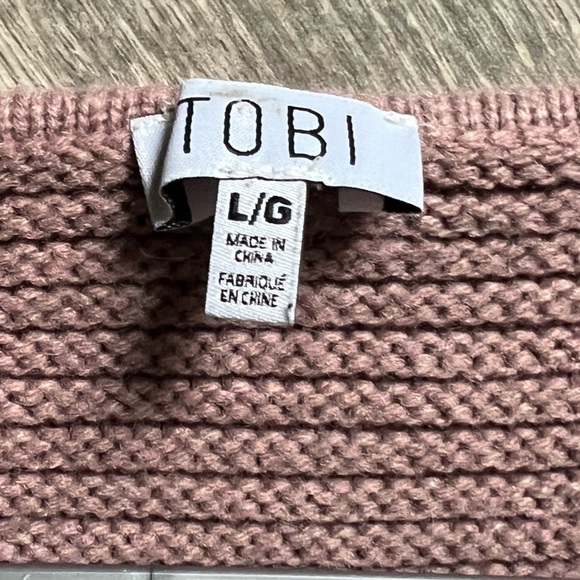 TOBI
L/G
MADE IN
CHINA
FABRIQUÉ
EN CHINE